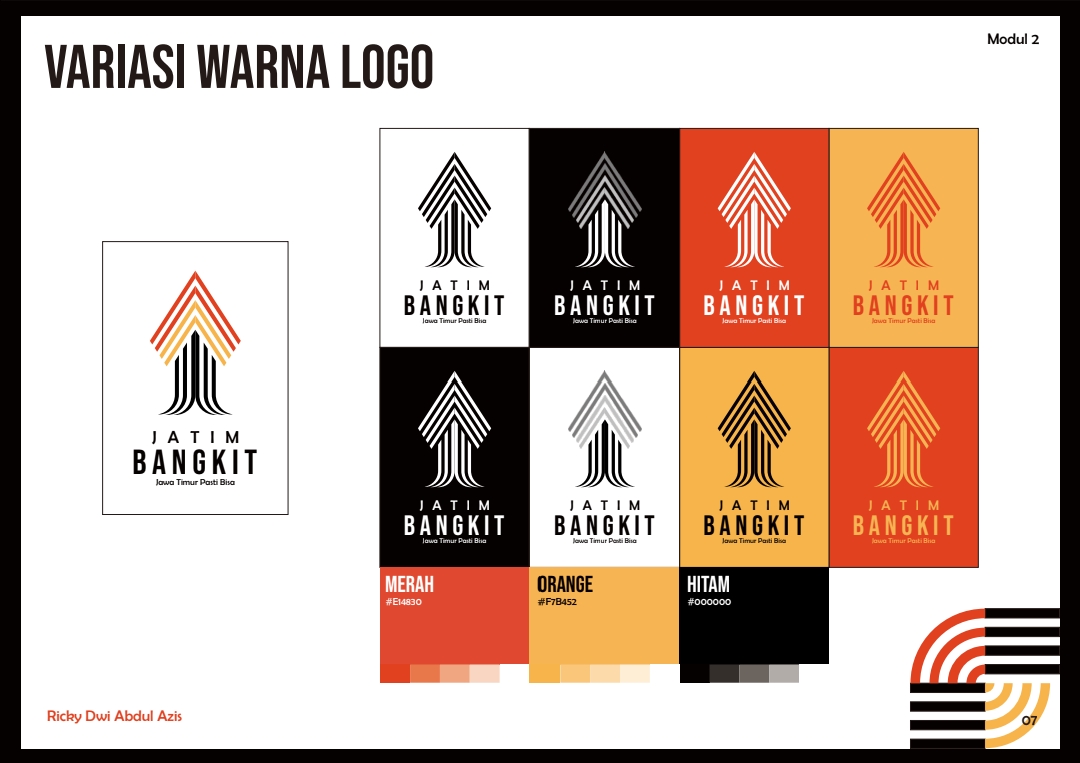 Modul 2
VARIASI WARNA LOGO
JATIM
BANGKIT
Jawa Timur Pasti Bisa
JATIM
BANGKIT
Jawa Timur Pasti Bisa
JATIM
BANGKIT
Jawa Timur Pasti Bisa
JATIM
BANGKIT
Jawa Timur Pasti Bisa
JATIM
BANGKIT
Jawa Timur Pasti Bisa
JATIM
BANGKIT
Jawa Timur Pasti Bisa
JATIM
BANGKIT
Jawa Timur Pasti Bisa
JATIM
BANGKIT
Jawa Timur Pasti Bisa
JATIM
BANGKIT
Jawa Timur Pasti Bisa
MERAH
#E14830
ORANGE
#F7B452
HITAM
#000000
Ricky Dwi Abdul Azis
07